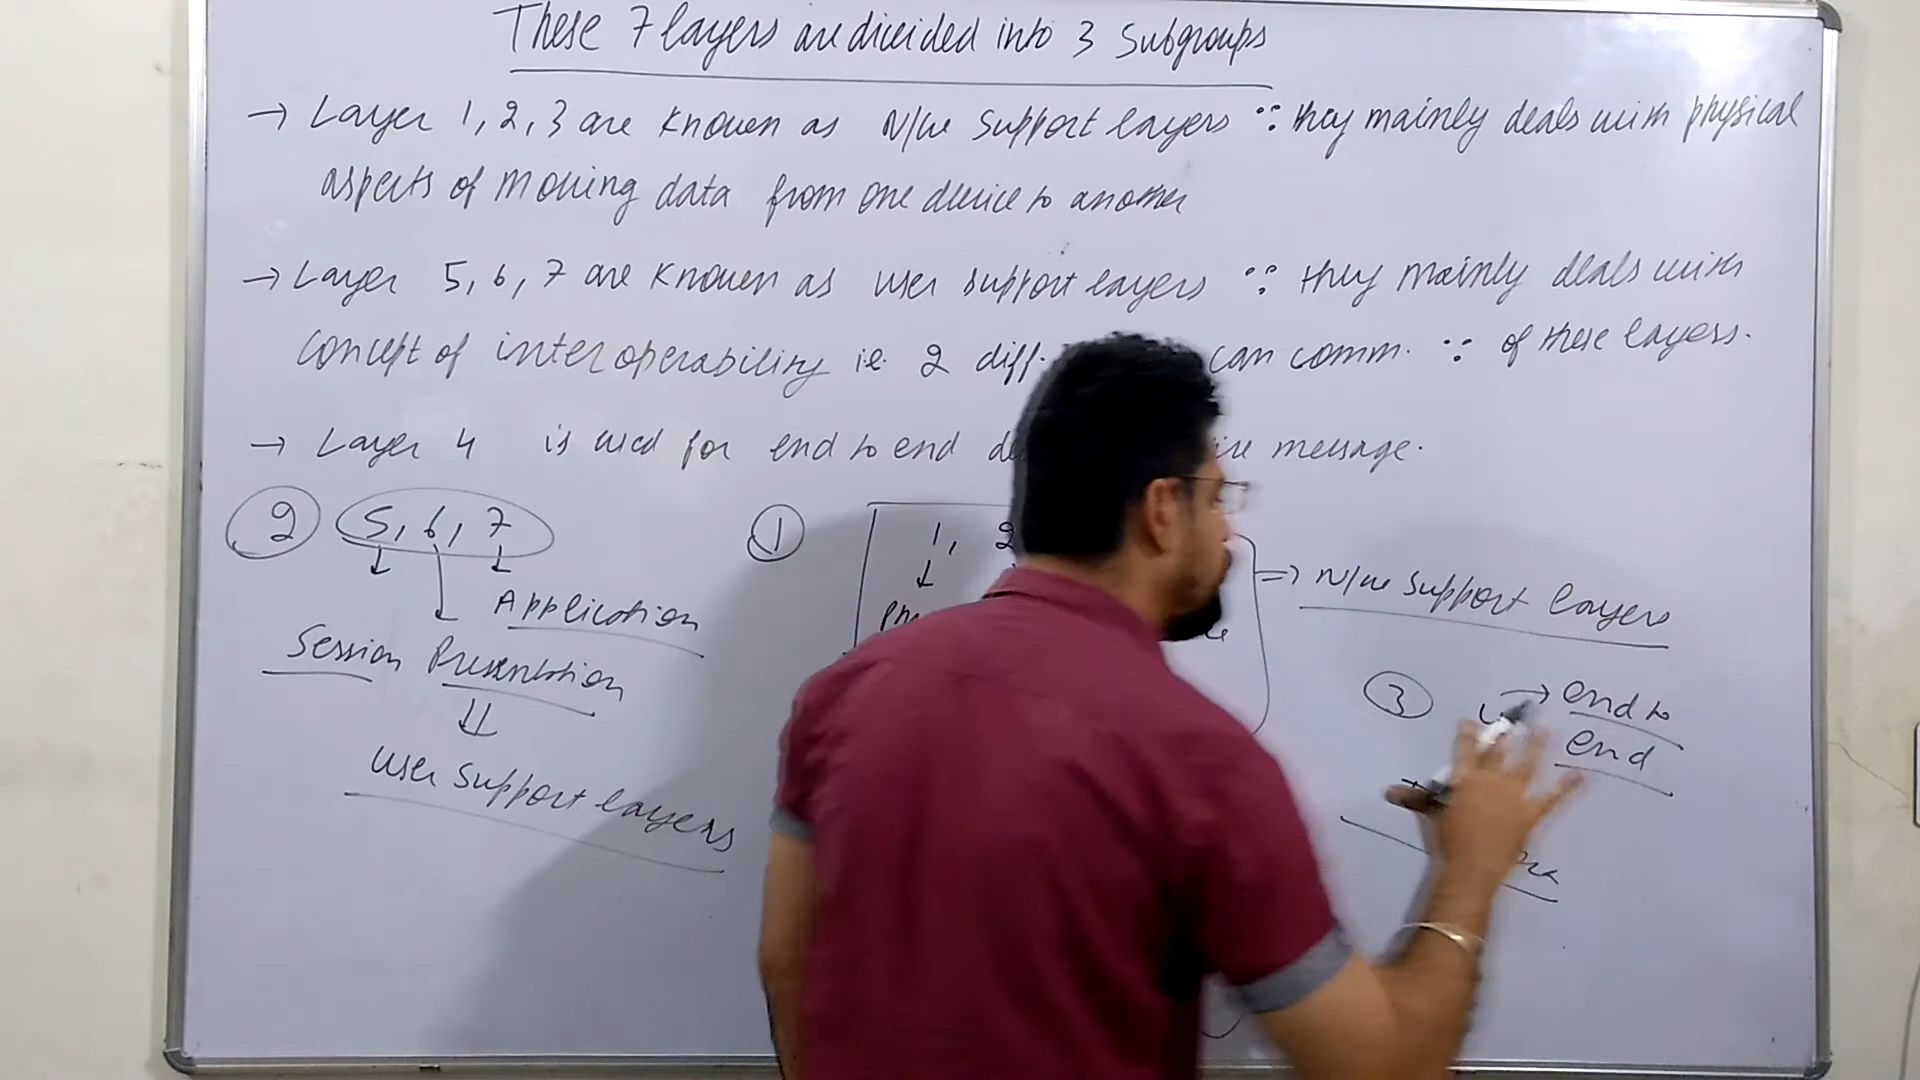 These 7 layers are divided into 3 Subgroups
→ Layer 1, 2, 3 are known as N/w Support layers ∵ they mainly deals with physical
aspects of moving data from one device to another
→ Layer 5, 6, 7 are known as user support layers ∵ they mainly deals with
concept of interoperability i.e. 2 diff. can comm. ∵ of these layers.
→ Layer 4 is used for end to end message.
② 5, 6, 7
Application
Session Presentation
user support layers
① 1, 2
⇒ N/w Support layers
③ → end to
end